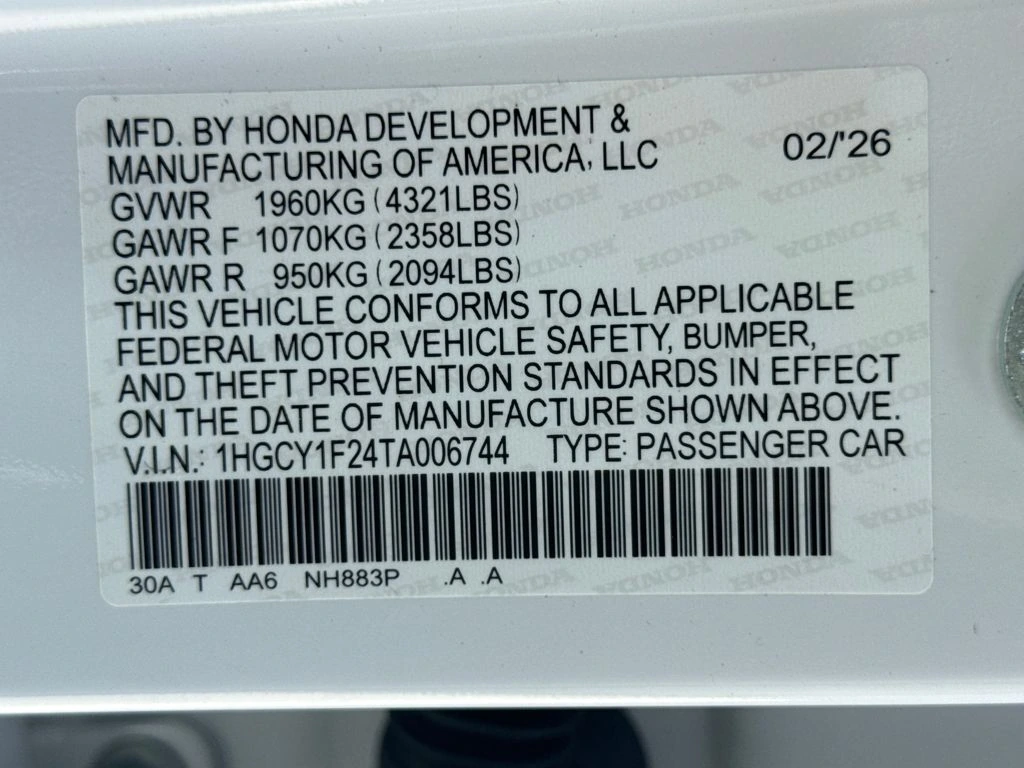 MFD. BY HONDA DEVELOPMENT &
MANUFACTURING OF AMERICA, LLC 02/'26
GVWR 1960KG (4321LBS)
GAWR F 1070KG (2358LBS)
GAWR R 950KG (2094LBS)
THIS VEHICLE CONFORMS TO ALL APPLICABLE
FEDERAL MOTOR VEHICLE SAFETY, BUMPER,
AND THEFT PREVENTION STANDARDS IN EFFECT
ON THE DATE OF MANUFACTURE SHOWN ABOVE.
V.I.N.: 1HGCY1F24TA006744 TYPE: PASSENGER CAR
30A T AA6 NH883P .A .A